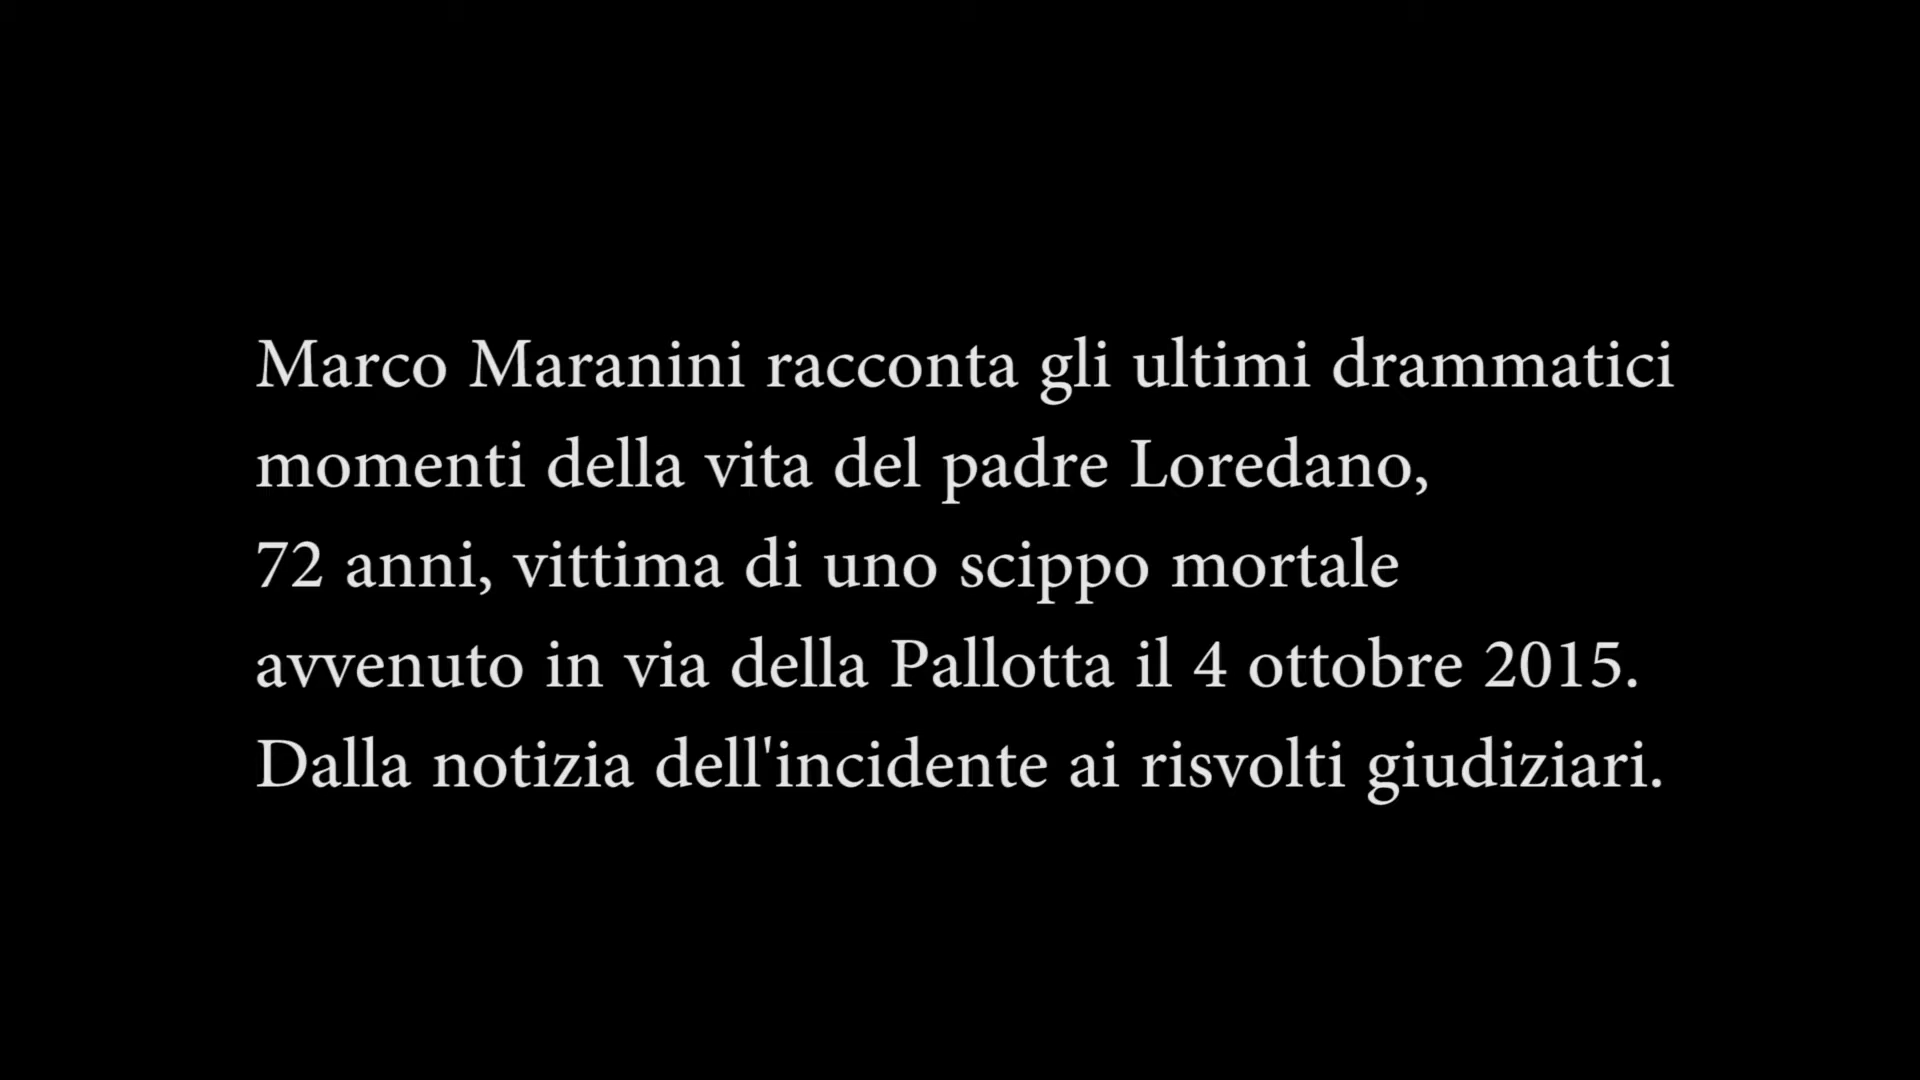 Marco Maranini racconta gli ultimi drammatici
momenti della vita del padre Loredano,
72 anni, vittima di uno scippo mortale
avvenuto in via della Pallotta il 4 ottobre 2015.
Dalla notizia dell'incidente ai risvolti giudiziari.